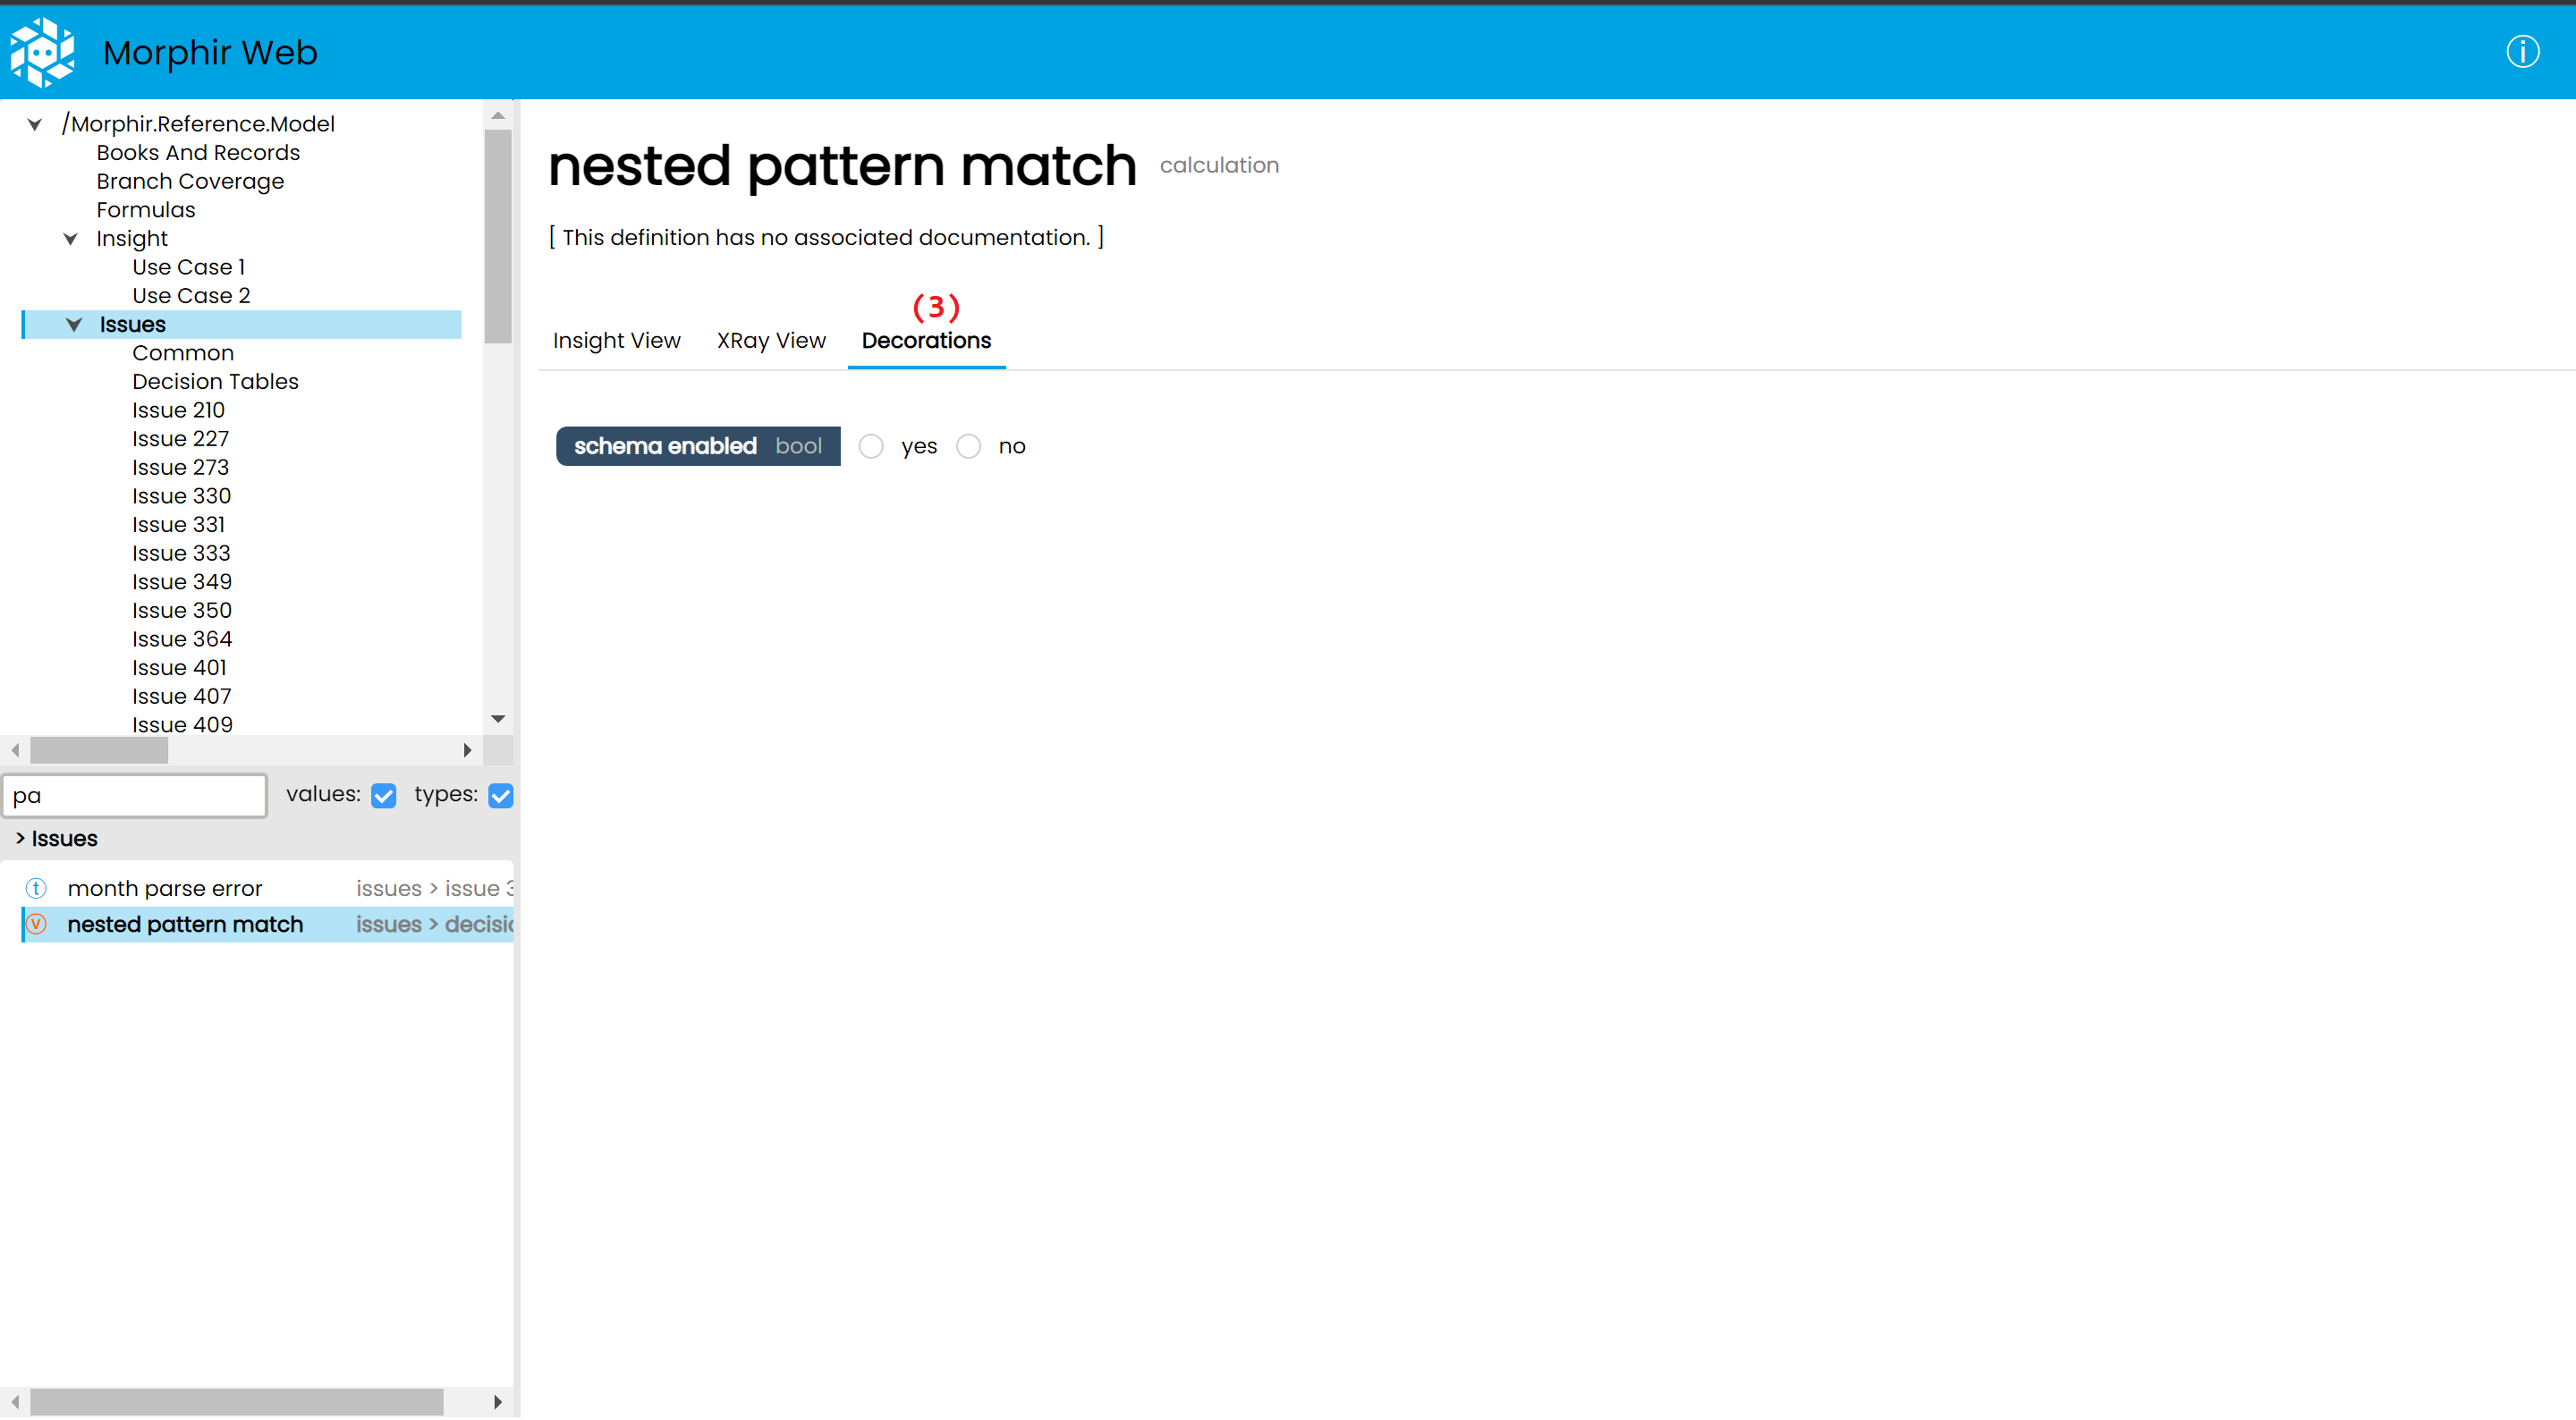 Morphir Web
/Morphir.Reference.Model
Books And Records
Branch Coverage
Formulas
Insight
Use Case 1
Use Case 2
Issues
Common
Decision Tables
Issue 210
Issue 227
Issue 273
Issue 330
Issue 331
Issue 333
Issue 349
Issue 350
Issue 364
Issue 401
Issue 407
Issue 409
pa values: types:
> Issues
t month parse error issues > issue 3
v nested pattern match issues > decisi
nested pattern match calculation
[ This definition has no associated documentation. ]
(3)
Insight View XRay View Decorations
schema enabled bool yes no